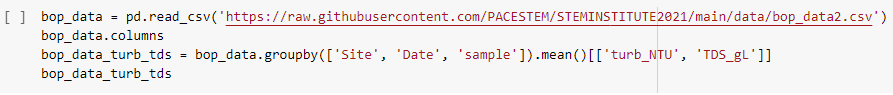 [ ] bop_data = pd.read_csv('https://raw.githubusercontent.com/PACESTEM/STEMINSTITUTE2021/main/data/bop_data2.csv')
bop_data.columns
bop_data_turb_tds = bop_data.groupby(['Site', 'Date', 'sample']).mean()[['turb_NTU', 'TDS_gL']]
bop_data_turb_tds